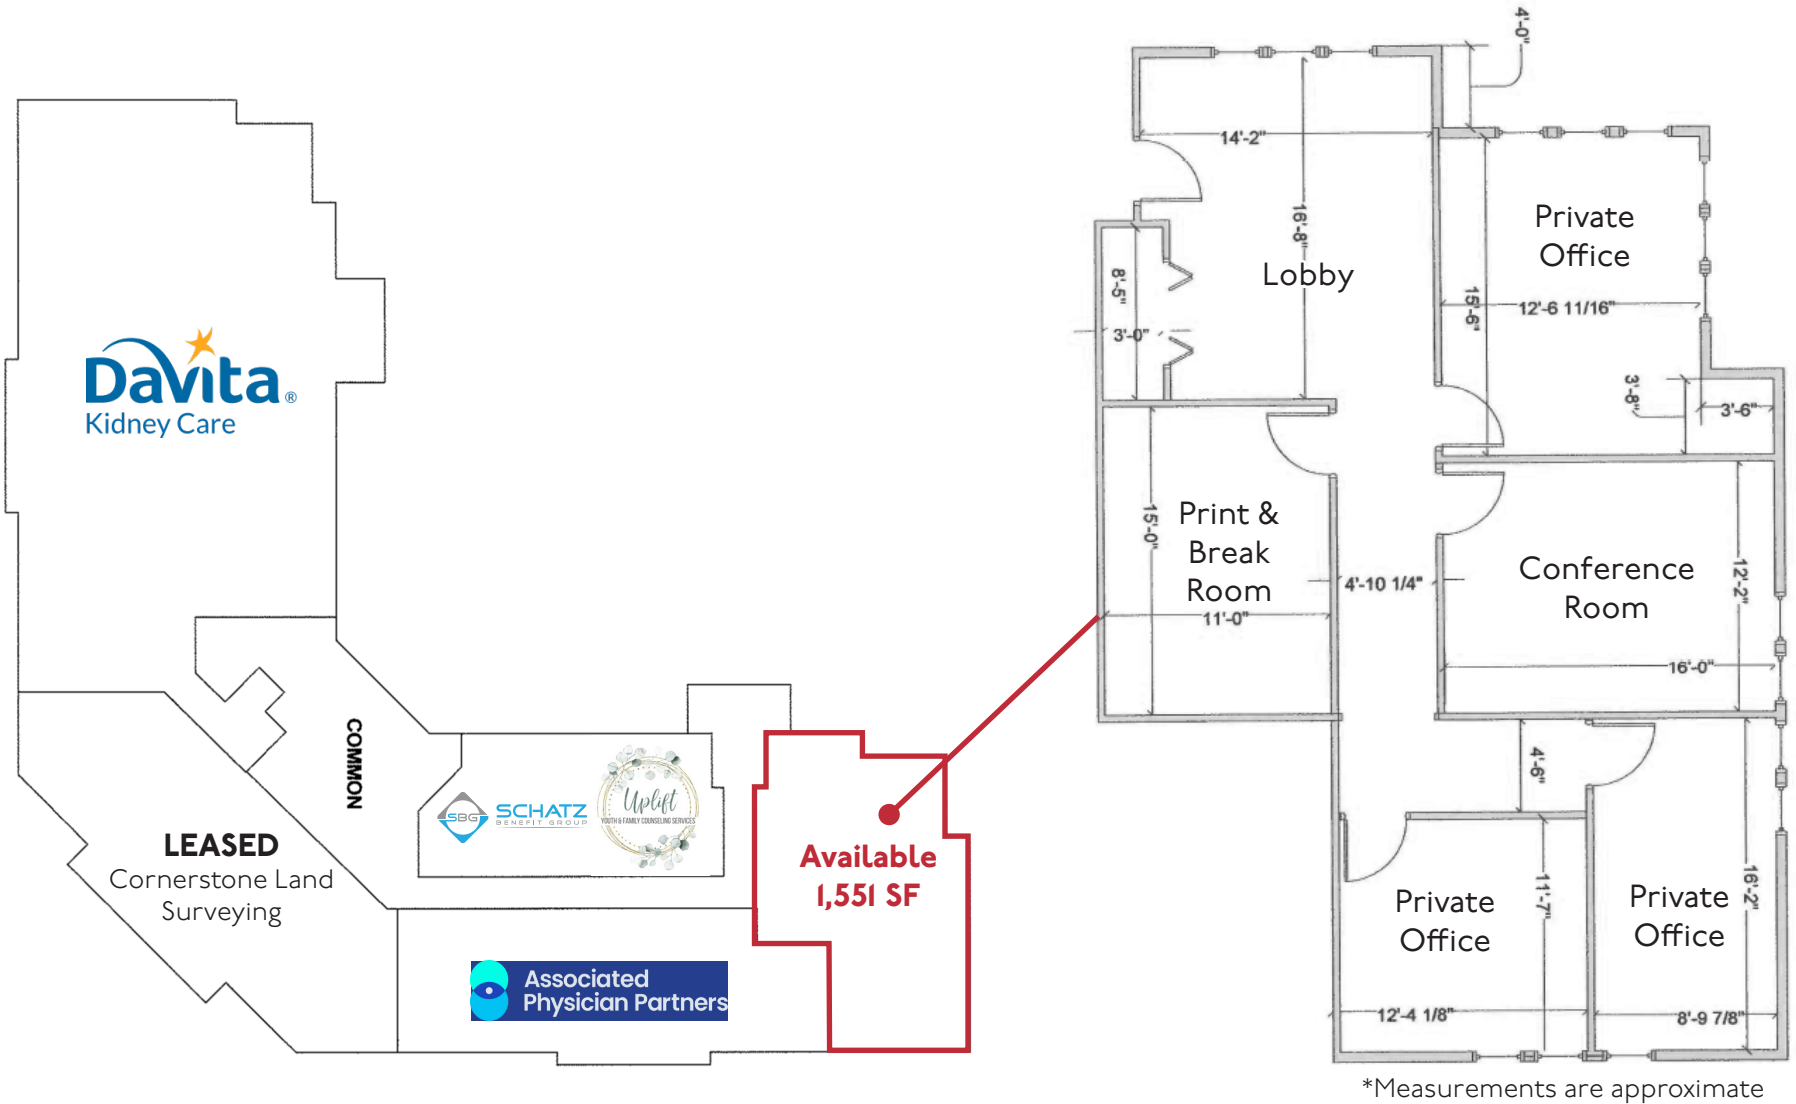 DaVita®
Kidney Care
COMMON
LEASED
Cornerstone Land
Surveying
SBG
SCHATZ
BENEFIT GROUP
Uplift
YOUTH & FAMILY COUNSELING SERVICES
Available
1,551 SF
Associated
Physician Partners
4'-0"
14'-2"
16'-8"
Lobby
8'-5"
3'-0"
Private
Office
12'-6 11/16"
15'-6"
3'-8"
3'-6"
Print &
Break
Room
15'-0"
11'-0"
4'-10 1/4"
Conference
Room
12'-2"
16'-0"
4'-6"
Private
Office
11'-7"
12'-4 1/8"
Private
Office
16'-2"
8'-9 7/8"
*Measurements are approximate